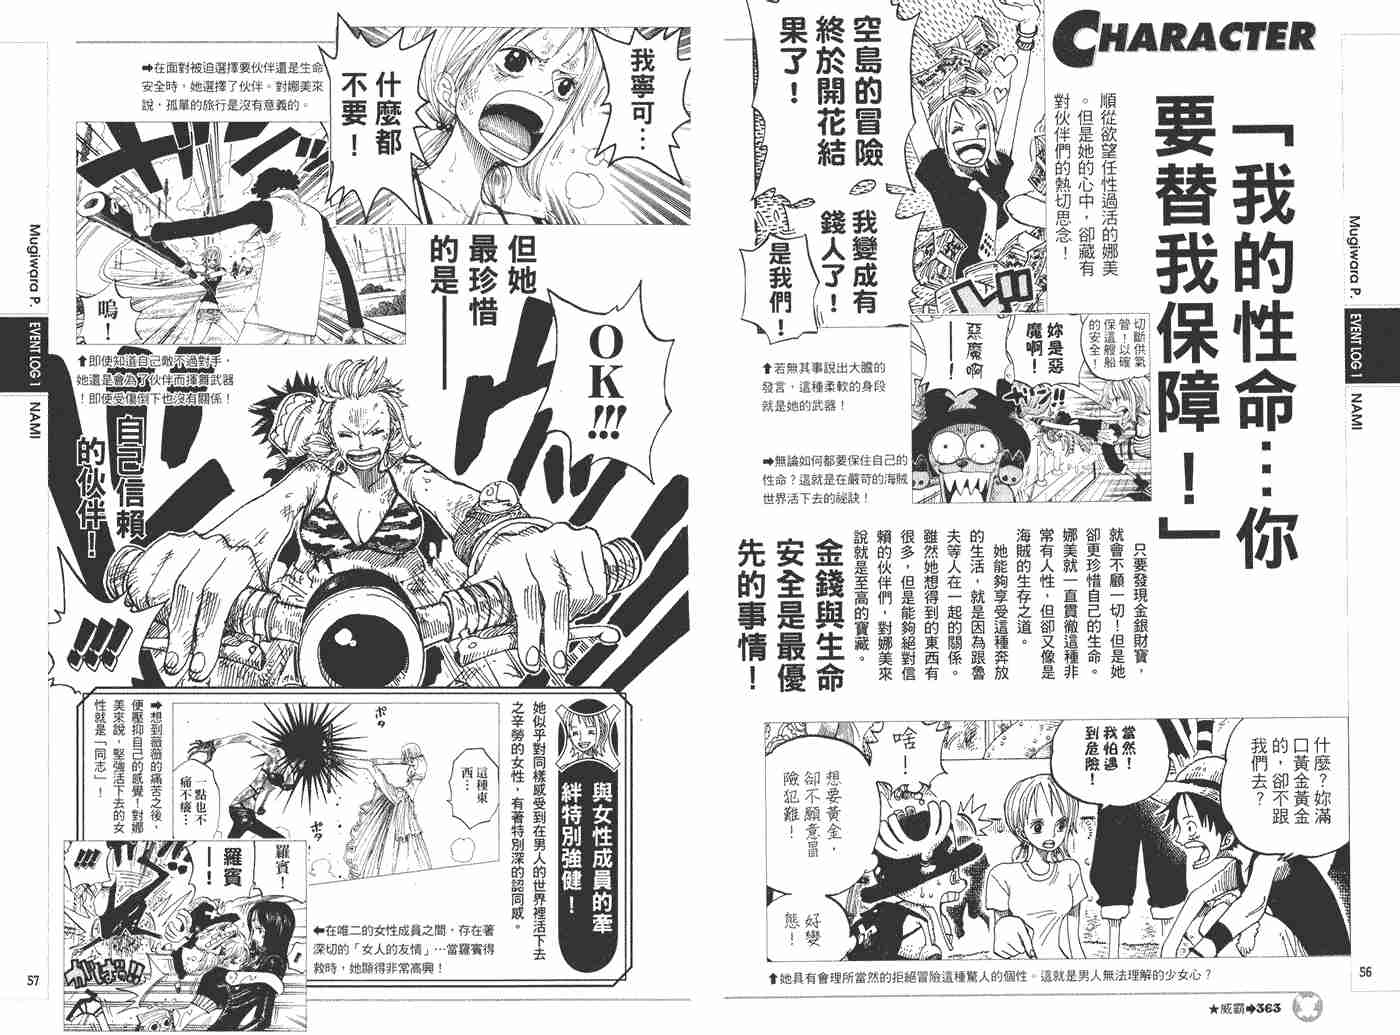 CHARACTER
「我的性命…你
要替我保障！」
順從欲望任性過活的娜美
。但是她的心中，卻藏有
對伙伴們的熱切思念！
空島的冒險
終於開花結
果了！
我變成有
錢人了！
是我們！
切斷供氣
管！以確
保這艘船
的安全！
妳是惡
魔啊！
惡魔啊
——！
⬆若無其事說出大膽的
發言，這種柔軟的身段
就是她的武器！
➡無論如何都要保住自己的
性命？這就是在嚴苛的海賊
世界活下去的祕訣！
只要發現金銀財寶，
就會不顧一切！但是她
卻更珍惜自己的生命。
娜美就一直貫徹這種非
常有人性，但卻又像是
海賊的生存之道。
她能夠享受這種奔放
的生活，就是因為跟魯
夫等人在一起的關係。
雖然她想得到的東西有
很多，但是能夠絕對信
賴的伙伴們，對娜美來
說就是至高的寶藏。
金錢與生命
安全是最優
先的事情！
什麼？妳滿
口黃金黃金
的，卻不跟
我們去？
當然！
我怕遇
到危險！
啥！
想要黃金，
卻不願意冒
險犯難！
好變
態！
⬆她具有會理所當然的拒絕冒險這種驚人的個性。這就是男人無法理解的少女心？
★威霸➡363
Mugiwara P.
EVENT LOG 1
NAMI
56
我寧可…
什麼都
不要！
➡在面對被迫選擇要伙伴還是生命
安全時，她選擇了伙伴。對娜美來
說，孤單的旅行是沒有意義的。
嗚！
⬆即使知道自己敵不過對手，
她還是會為了伙伴而揮舞武器
！即使受傷倒下也沒有關係！
但她
最珍惜
的是——
OK!!!
自己信賴
的伙伴！
與女性成員的牽
絆特別強健！
她似乎對同樣感受到在男人的世界裡活下去
之辛勞的女性，有著特別深的認同感。
這種東
西…
ポタ
ポタ
一點也不
痛不癢…
➡想到薇薇的痛苦之後，
便壓抑自己的感覺！對娜
美來說，堅強活下去的女
性就是「同志」！
羅賓！
羅賓
——！
⬅在唯二的女性成員之間，存在著
深切的「女人的友情」…當羅賓得
救時，她顯得非常高興！
Mugiwara P.
EVENT LOG 1
NAMI
57